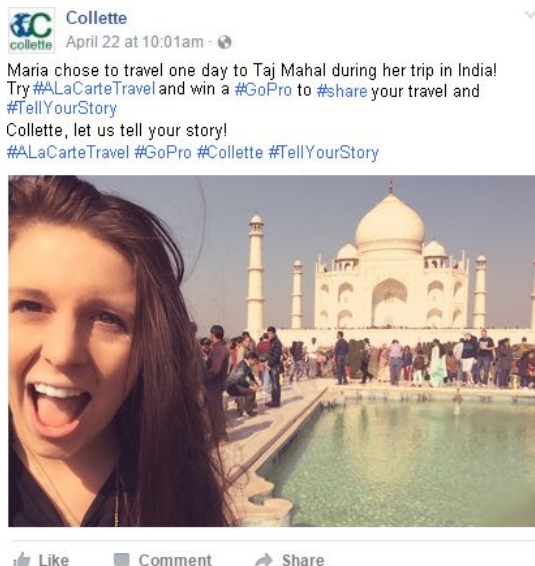 Collette
collette
April 22 at 10:01am ·
Maria chose to travel one day to Taj Mahal during her trip in India!
Try #ALaCarteTravel and win a #GoPro to #share your travel and
#TellYourStory
Collette, let us tell your story!
#ALaCarteTravel #GoPro #Collette #TellYourStory
Like Comment Share